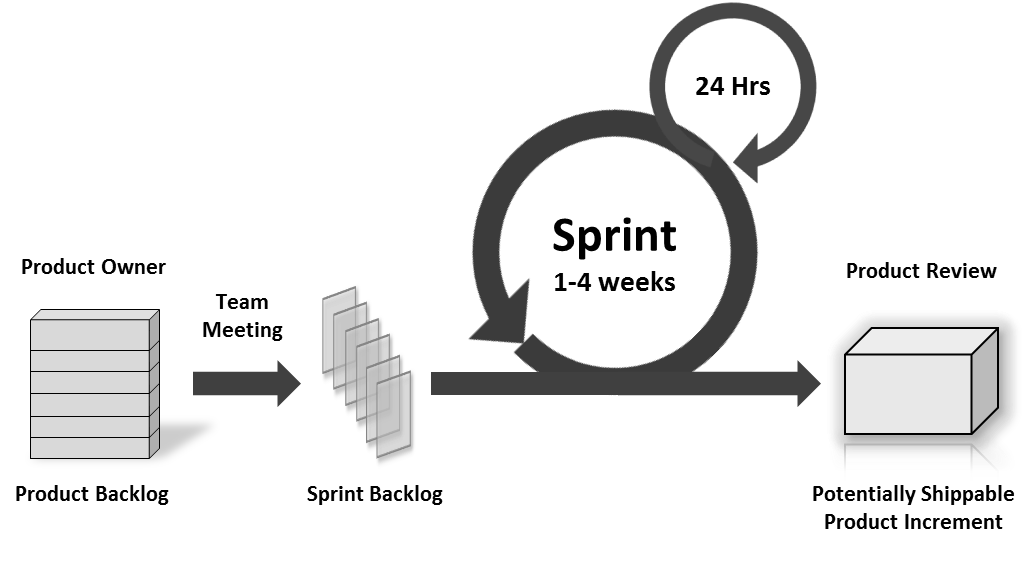 24 Hrs
Sprint
1-4 weeks
Product Owner
Team
Meeting
Product Review
Product Backlog
Sprint Backlog
Potentially Shippable
Product Increment